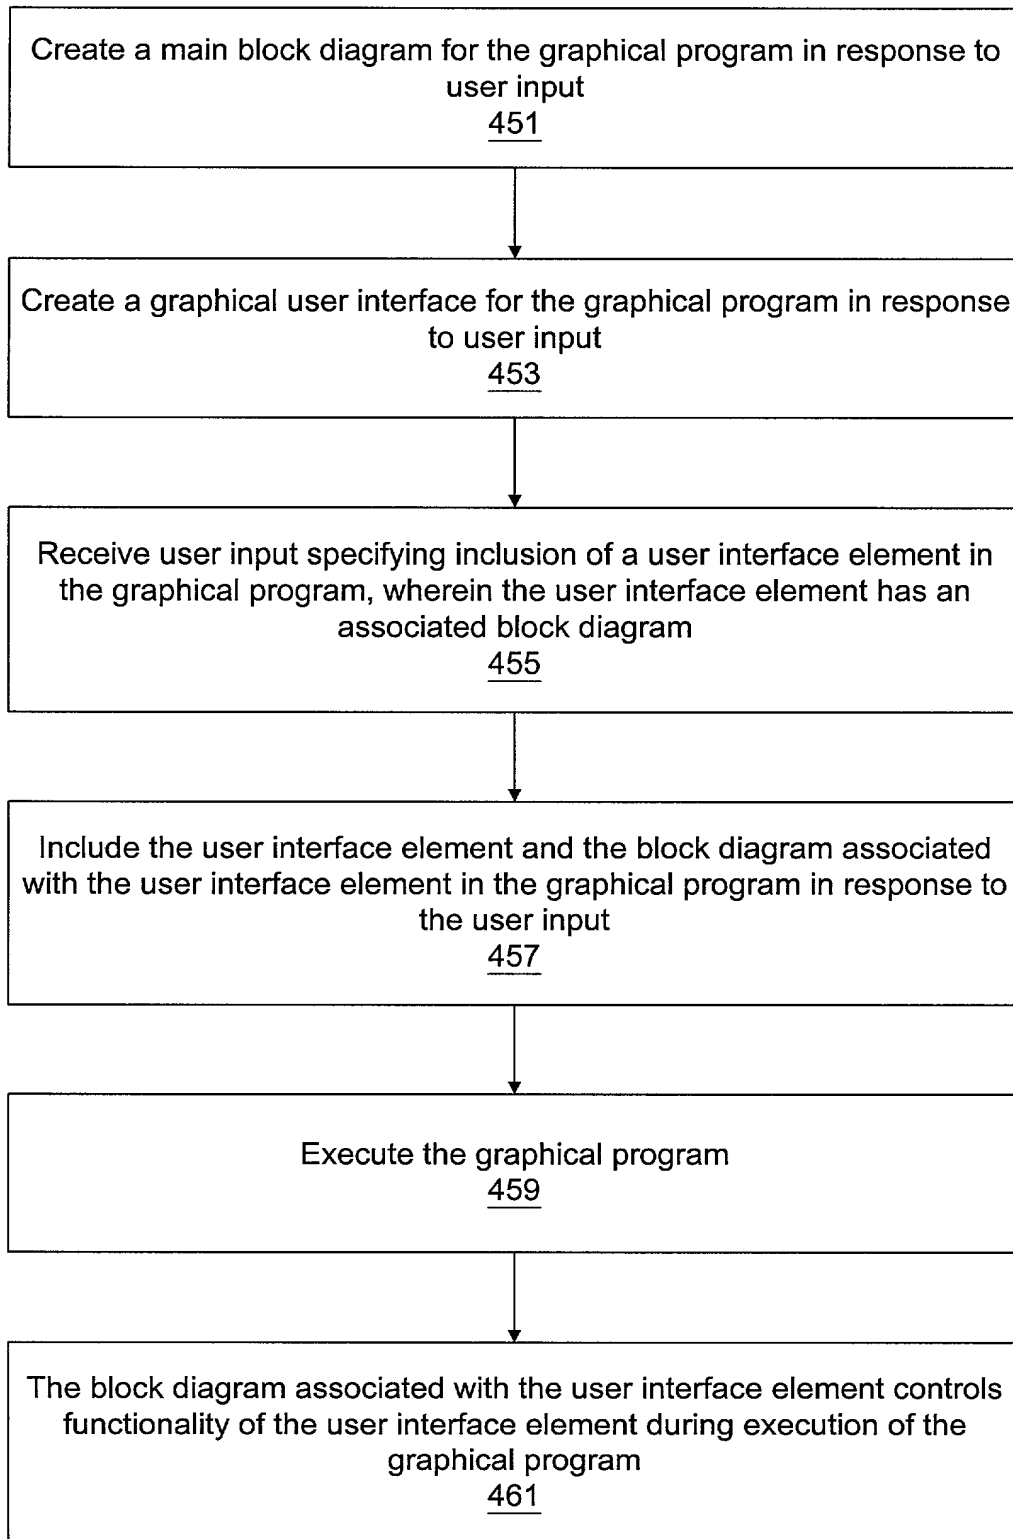 Create a main block diagram for the graphical program in response to
user input
451
Create a graphical user interface for the graphical program in response
to user input
453
Receive user input specifying inclusion of a user interface element in
the graphical program, wherein the user interface element has an
associated block diagram
455
Include the user interface element and the block diagram associated
with the user interface element in the graphical program in response to
the user input
457
Execute the graphical program
459
The block diagram associated with the user interface element controls
functionality of the user interface element during execution of the
graphical program
461